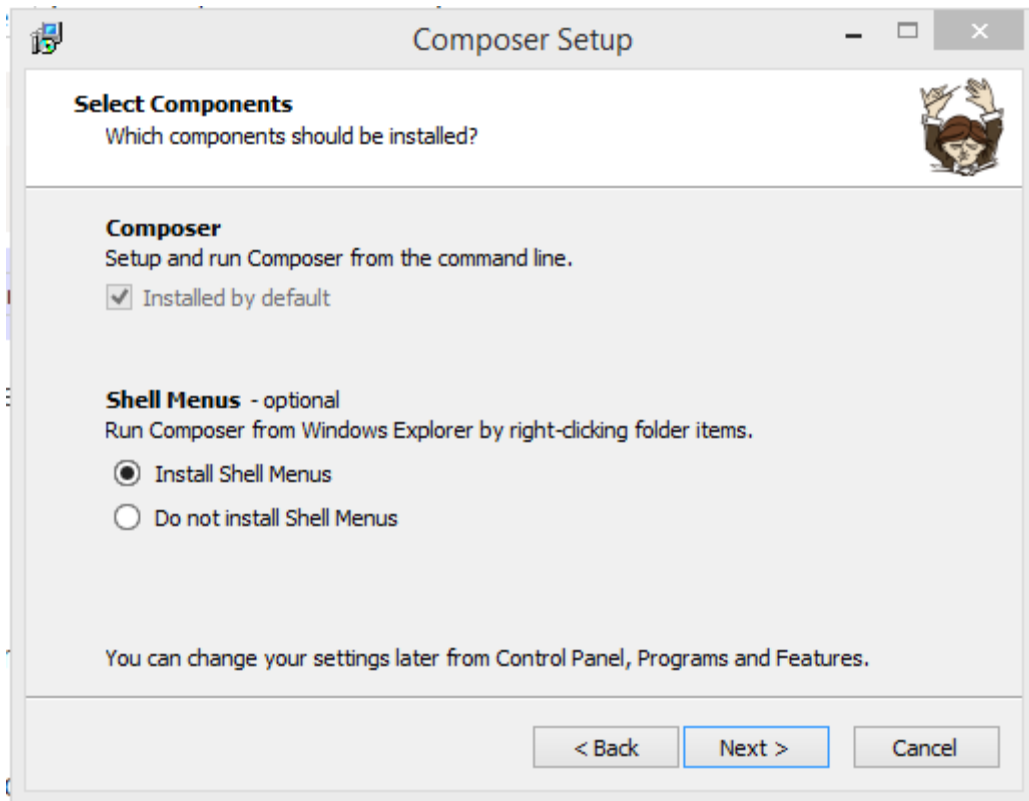 Composer Setup
Select Components
Which components should be installed?
Composer
Setup and run Composer from the command line.
Installed by default
Shell Menus - optional
Run Composer from Windows Explorer by right-clicking folder items.
Install Shell Menus
Do not install Shell Menus
You can change your settings later from Control Panel, Programs and Features.
< Back Next > Cancel